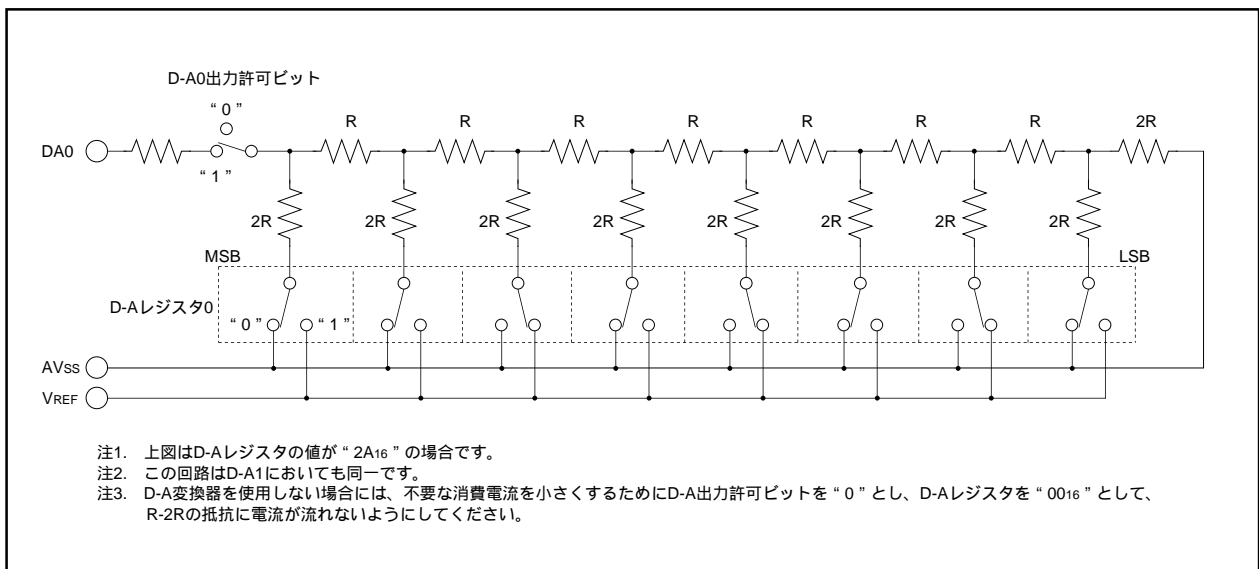 D-A0出力許可ビット
“ 0 ”
R R R R R R R 2R
DA0
“ 1 ”
2R 2R 2R 2R 2R 2R 2R 2R
MSB LSB
D-Aレジスタ0
“ 0 ” “ 1 ”
AVSS
VREF
注1. 上図はD-Aレジスタの値が “ 2A16 ” の場合です。
注2. この回路はD-A1においても同一です。
注3. D-A変換器を使用しない場合には、不要な消費電流を小さくするためにD-A出力許可ビットを “ 0 ” とし、D-Aレジスタを “ 0016 ” として、
R-2Rの抵抗に電流が流れないようにしてください。